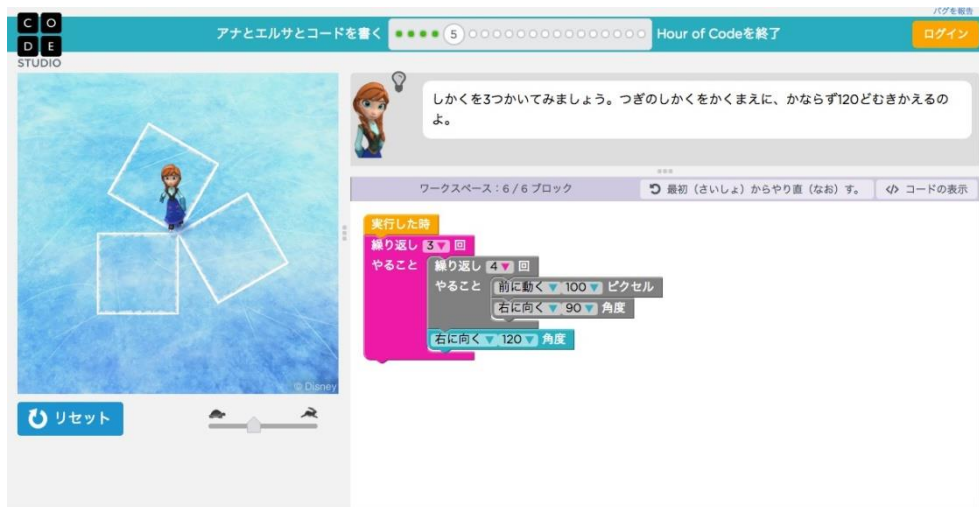 バグを報告
C O
D E
STUDIO
アナとエルサとコードを書く
5
Hour of Codeを終了
ログイン
しかくを3つかいてみましょう。つぎのしかくをかくまえに、かならず120どむきかえるの
よ。
ワークスペース：6 / 6 ブロック
最初（さいしょ）からやり直（なお）す。
</> コードの表示
実行した時
繰り返し 3 回
やること
繰り返し 4 回
やること
前に動く 100 ピクセル
右に向く 90 角度
右に向く 120 角度
© Disney
リセット